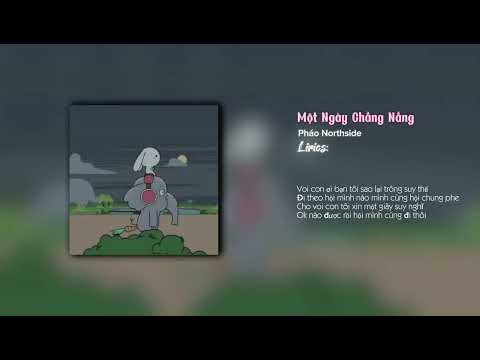 Một Ngày Chẳng Nắng
Pháo Northside
Lirics:
Voi con ơi bạn tôi sao lại trông suy thế
Đi theo hội mình nào mình cùng hội chung phe
Cho voi con tôi xin một giây suy nghĩ
Ok nào được rồi hội mình cùng đi thôi